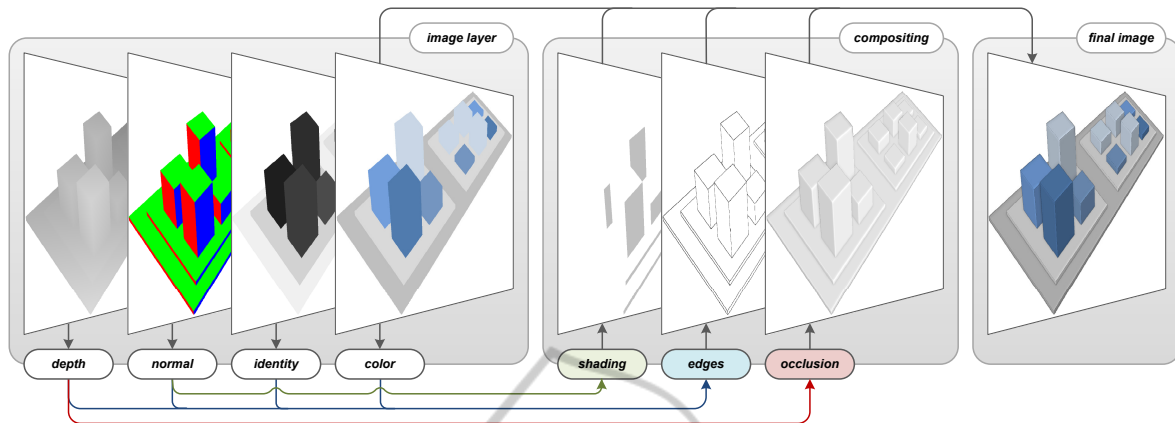 image layer
compositing
final image
depth
normal
identity
color
shading
edges
occlusion